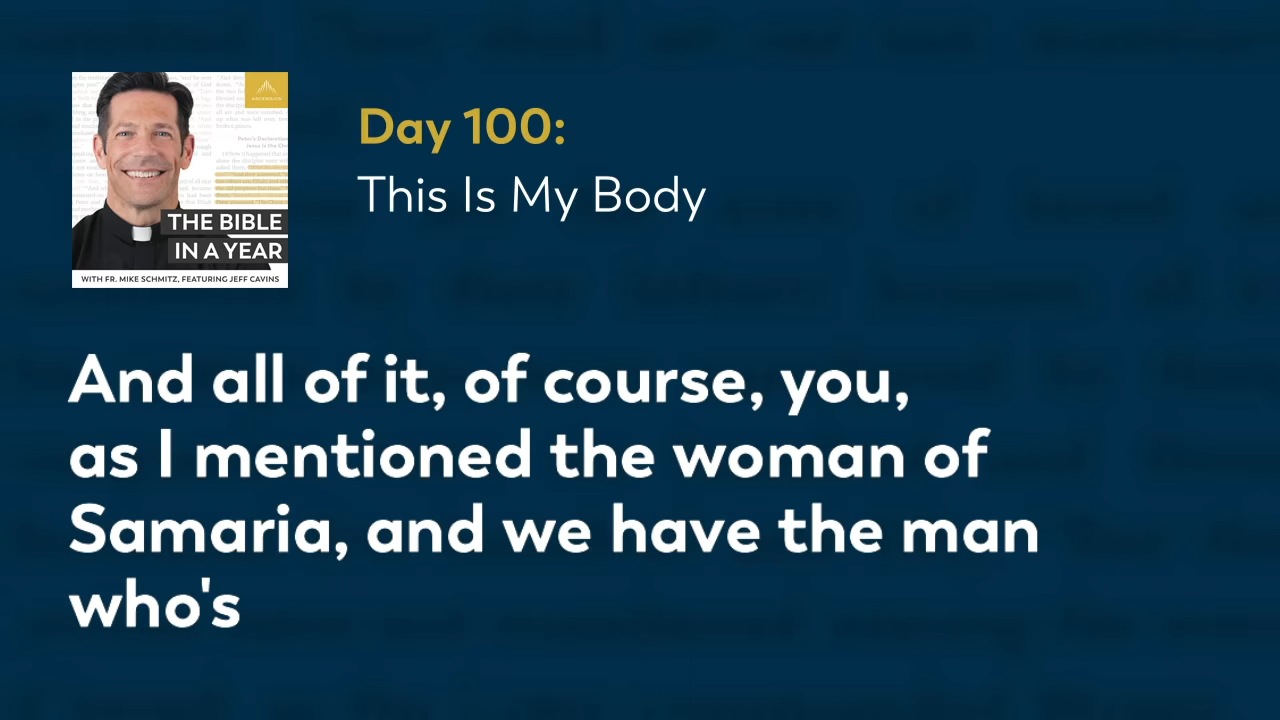 Day 100:
This Is My Body
ASCENSION
THE BIBLE
IN A YEAR
WITH FR. MIKE SCHMITZ, FEATURING JEFF CAVINS
And all of it, of course, you,
as I mentioned the woman of
Samaria, and we have the man
who's